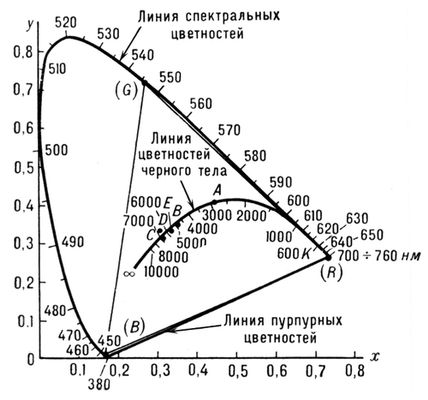 y
Линия спектральных
цветностей
520
530
540
510
550
(G)
560
500
570
Линия
цветностей
черного тела
580
590
600
610
620
630
640
650
700 ÷ 760 нм
(R)
A
3000
2000
1000
600 К
6000
E
B
4000
7000
D
C
5000
8000
10000
∞
490
480
470
460
450
(B)
380
Линия пурпурных
цветностей
0,8
0,7
0,6
0,5
0,4
0,3
0,2
0,1
0
0.1
0.2
0,3
0,4
0,5
0,6
0,7
0,8
x